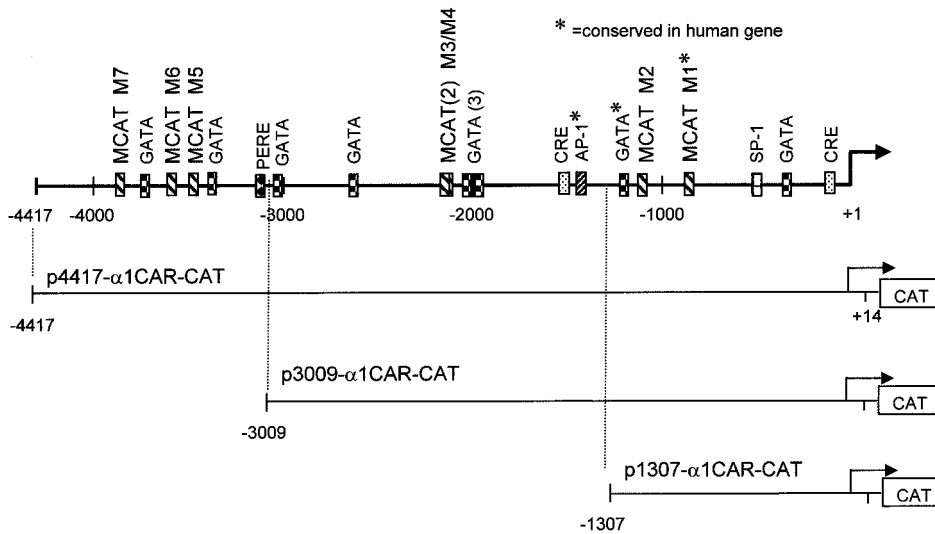 * =conserved in human gene
MCAT M7
GATA
MCAT M6
MCAT M5
GATA
PERE
GATA
GATA
MCAT(2) M3/M4
GATA (3)
CRE
AP-1*
GATA*
MCAT M2
MCAT M1*
SP-1
GATA
CRE
-4417
-4000
-3000
-2000
-1000
+1
p4417-α1CAR-CAT
CAT
-4417
+14
p3009-α1CAR-CAT
CAT
-3009
p1307-α1CAR-CAT
CAT
-1307